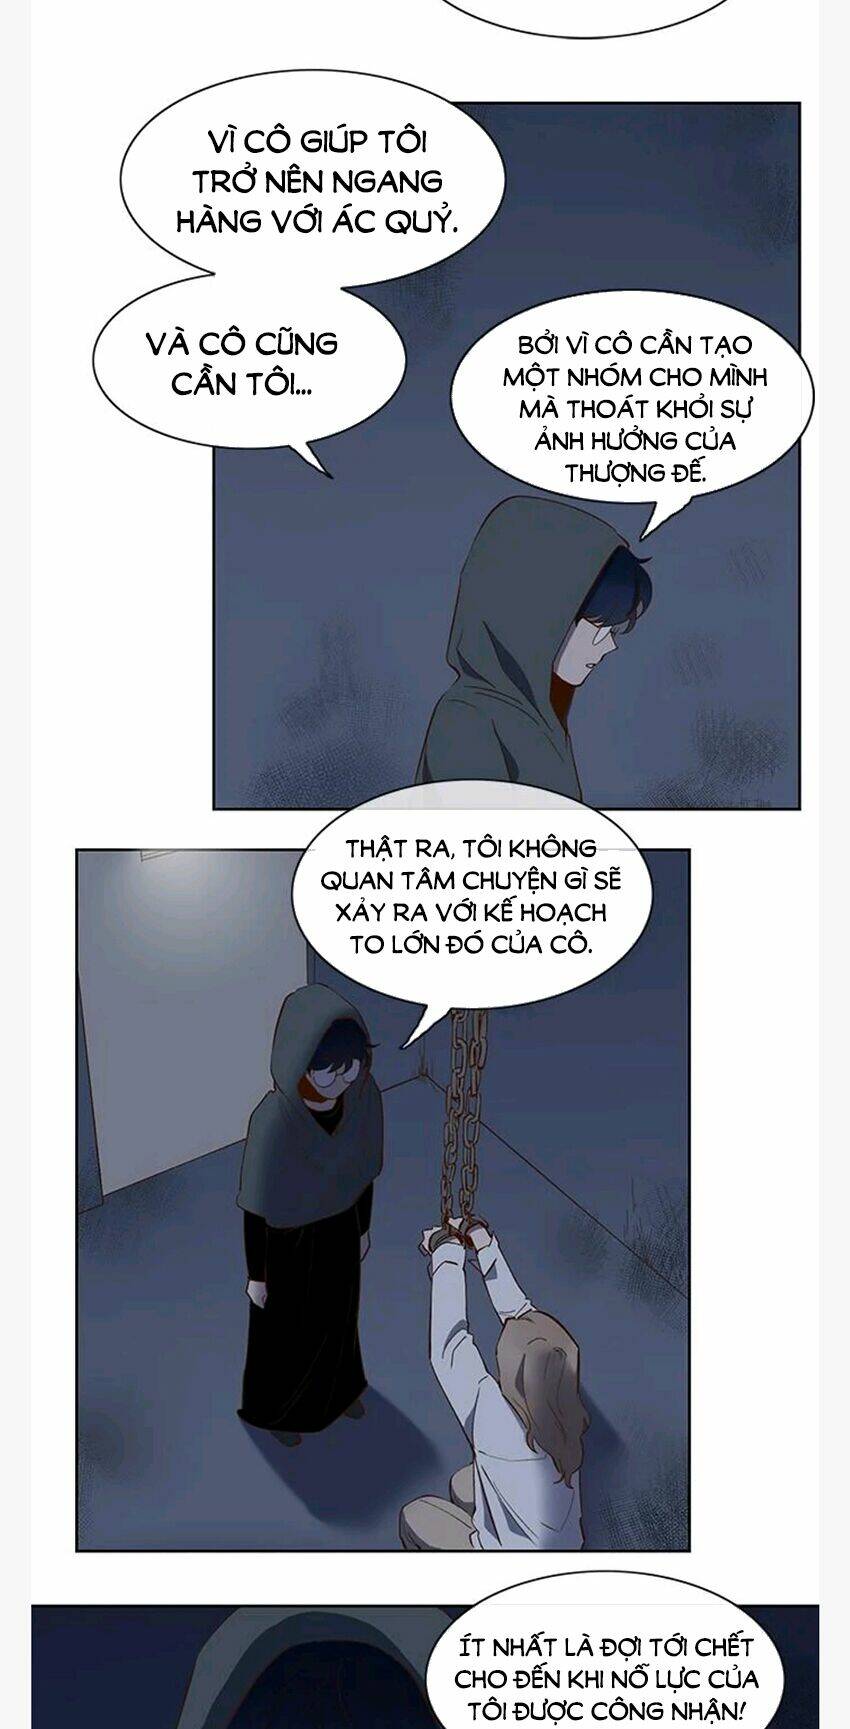 VÌ CÔ GIÚP TÔI
TRỞ NÊN NGANG
HÀNG VỚI ÁC QUỶ.
VÀ CÔ CŨNG
CẦN TÔI...
BỞI VÌ CÔ CẦN TẠO
MỘT NHÓM CHO MÌNH
MÀ THOÁT KHỎI SỰ
ẢNH HƯỞNG CỦA
THƯỢNG ĐẾ.
THẬT RA, TÔI KHÔNG
QUAN TÂM CHUYỆN GÌ SẼ
XẢY RA VỚI KẾ HOẠCH
TO LỚN ĐÓ CỦA CÔ.
ÍT NHẤT LÀ ĐỢI TỚI CHẾT
CHO ĐẾN KHI NỖ LỰC CỦA
TÔI ĐƯỢC CÔNG NHẬN!